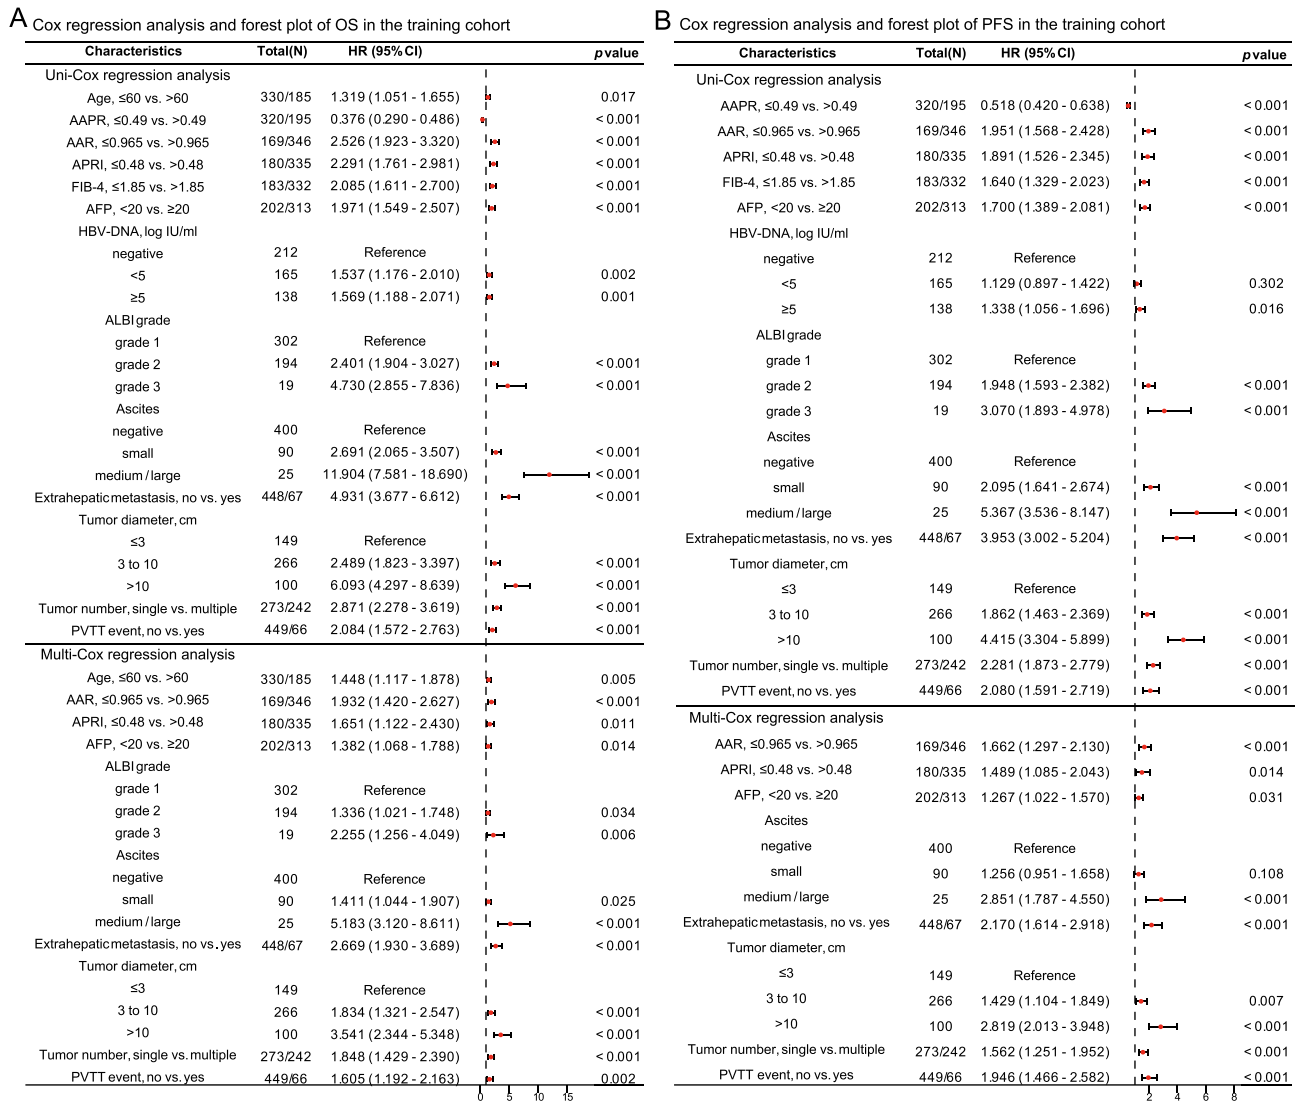 A Cox regression analysis and forest plot of OS in the training cohort
Characteristics Total(N) HR (95% CI) p value
Uni-Cox regression analysis
Age, ≤60 vs. >60 330/185 1.319 (1.051 - 1.655) 0.017
AAPR, ≤0.49 vs. >0.49 320/195 0.376 (0.290 - 0.486) < 0.001
AAR, ≤0.965 vs. >0.965 169/346 2.526 (1.923 - 3.320) < 0.001
APRI, ≤0.48 vs. >0.48 180/335 2.291 (1.761 - 2.981) < 0.001
FIB-4, ≤1.85 vs. >1.85 183/332 2.085 (1.611 - 2.700) < 0.001
AFP, <20 vs. ≥20 202/313 1.971 (1.549 - 2.507) < 0.001
HBV-DNA, log IU/ml
negative 212 Reference
<5 165 1.537 (1.176 - 2.010) 0.002
≥5 138 1.569 (1.188 - 2.071) 0.001
ALBI grade
grade 1 302 Reference
grade 2 194 2.401 (1.904 - 3.027) < 0.001
grade 3 19 4.730 (2.855 - 7.836) < 0.001
Ascites
negative 400 Reference
small 90 2.691 (2.065 - 3.507) < 0.001
medium / large 25 11.904 (7.581 - 18.690) < 0.001
Extrahepatic metastasis, no vs. yes 448/67 4.931 (3.677 - 6.612) < 0.001
Tumor diameter, cm
≤3 149 Reference
3 to 10 266 2.489 (1.823 - 3.397) < 0.001
>10 100 6.093 (4.297 - 8.639) < 0.001
Tumor number, single vs. multiple 273/242 2.871 (2.278 - 3.619) < 0.001
PVTT event, no vs. yes 449/66 2.084 (1.572 - 2.763) < 0.001
Multi-Cox regression analysis
Age, ≤60 vs. >60 330/185 1.448 (1.117 - 1.878) 0.005
AAR, ≤0.965 vs. >0.965 169/346 1.932 (1.420 - 2.627) < 0.001
APRI, ≤0.48 vs. >0.48 180/335 1.651 (1.122 - 2.430) 0.011
AFP, <20 vs. ≥20 202/313 1.382 (1.068 - 1.788) 0.014
ALBI grade
grade 1 302 Reference
grade 2 194 1.336 (1.021 - 1.748) 0.034
grade 3 19 2.255 (1.256 - 4.049) 0.006
Ascites
negative 400 Reference
small 90 1.411 (1.044 - 1.907) 0.025
medium / large 25 5.183 (3.120 - 8.611) < 0.001
Extrahepatic metastasis, no vs. yes 448/67 2.669 (1.930 - 3.689) < 0.001
Tumor diameter, cm
≤3 149 Reference
3 to 10 266 1.834 (1.321 - 2.547) < 0.001
>10 100 3.541 (2.344 - 5.348) < 0.001
Tumor number, single vs. multiple 273/242 1.848 (1.429 - 2.390) < 0.001
PVTT event, no vs. yes 449/66 1.605 (1.192 - 2.163) 0.002
0 5 10 15
B Cox regression analysis and forest plot of PFS in the training cohort
Characteristics Total(N) HR (95% CI) p value
Uni-Cox regression analysis
AAPR, ≤0.49 vs. >0.49 320/195 0.518 (0.420 - 0.638) < 0.001
AAR, ≤0.965 vs. >0.965 169/346 1.951 (1.568 - 2.428) < 0.001
APRI, ≤0.48 vs. >0.48 180/335 1.891 (1.526 - 2.345) < 0.001
FIB-4, ≤1.85 vs. >1.85 183/332 1.640 (1.329 - 2.023) < 0.001
AFP, <20 vs. ≥20 202/313 1.700 (1.389 - 2.081) < 0.001
HBV-DNA, log IU/ml
negative 212 Reference
<5 165 1.129 (0.897 - 1.422) 0.302
≥5 138 1.338 (1.056 - 1.696) 0.016
ALBI grade
grade 1 302 Reference
grade 2 194 1.948 (1.593 - 2.382) < 0.001
grade 3 19 3.070 (1.893 - 4.978) < 0.001
Ascites
negative 400 Reference
small 90 2.095 (1.641 - 2.674) < 0.001
medium / large 25 5.367 (3.536 - 8.147) < 0.001
Extrahepatic metastasis, no vs. yes 448/67 3.953 (3.002 - 5.204) < 0.001
Tumor diameter, cm
≤3 149 Reference
3 to 10 266 1.862 (1.463 - 2.369) < 0.001
>10 100 4.415 (3.304 - 5.899) < 0.001
Tumor number, single vs. multiple 273/242 2.281 (1.873 - 2.779) < 0.001
PVTT event, no vs. yes 449/66 2.080 (1.591 - 2.719) < 0.001
Multi-Cox regression analysis
AAR, ≤0.965 vs. >0.965 169/346 1.662 (1.297 - 2.130) < 0.001
APRI, ≤0.48 vs. >0.48 180/335 1.489 (1.085 - 2.043) 0.014
AFP, <20 vs. ≥20 202/313 1.267 (1.022 - 1.570) 0.031
Ascites
negative 400 Reference
small 90 1.256 (0.951 - 1.658) 0.108
medium / large 25 2.851 (1.787 - 4.550) < 0.001
Extrahepatic metastasis, no vs. yes 448/67 2.170 (1.614 - 2.918) < 0.001
Tumor diameter, cm
≤3 149 Reference
3 to 10 266 1.429 (1.104 - 1.849) 0.007
>10 100 2.819 (2.013 - 3.948) < 0.001
Tumor number, single vs. multiple 273/242 1.562 (1.251 - 1.952) < 0.001
PVTT event, no vs. yes 449/66 1.946 (1.466 - 2.582) < 0.001
2 4 6 8